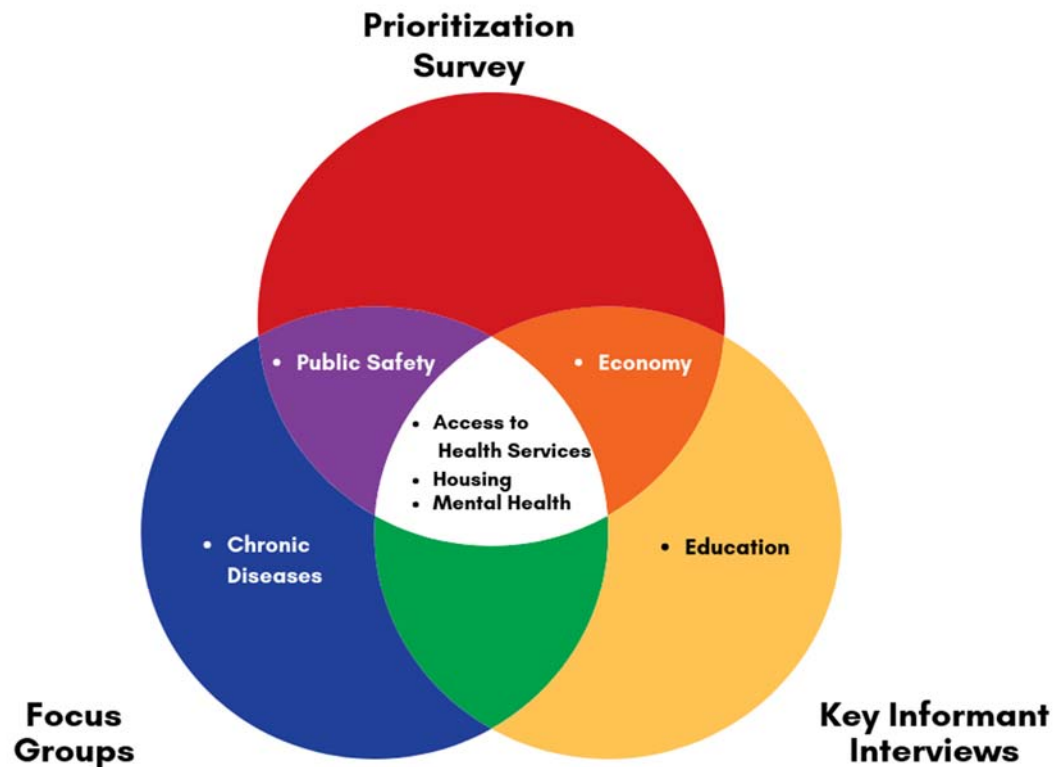 Prioritization
Survey
• Public Safety
• Economy
• Access to
Health Services
• Housing
• Mental Health
• Chronic
Diseases
• Education
Focus
Groups
Key Informant
Interviews